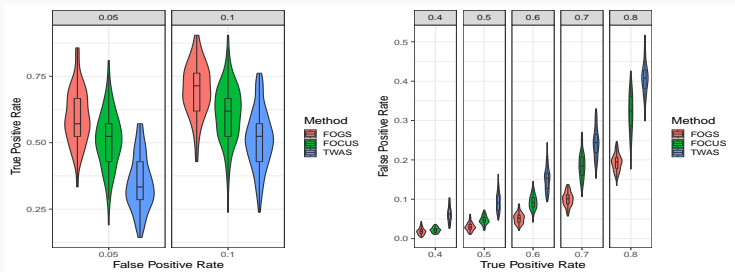 0.05
0.1
True Positive Rate
0.75
0.50
0.25
0.05
0.1
False Positive Rate
Method
FOGS
FOCUS
TWAS
0.4
0.5
0.6
0.7
0.8
False Positive Rate
0.5
0.4
0.3
0.2
0.1
0.0
0.4
0.5
0.6
0.7
0.8
True Positive Rate
Method
FOGS
FOCUS
TWAS